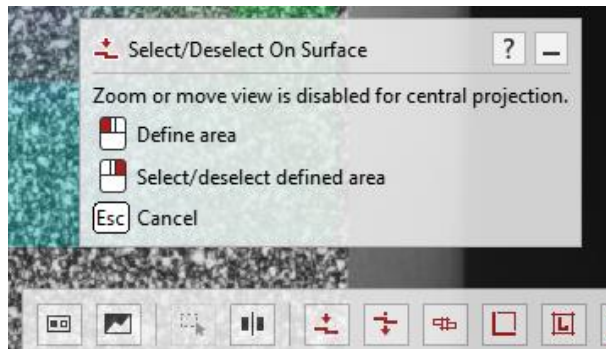 Select/Deselect On Surface ?
Zoom or move view is disabled for central projection.
Define area
Select/deselect defined area
Esc Cancel
L